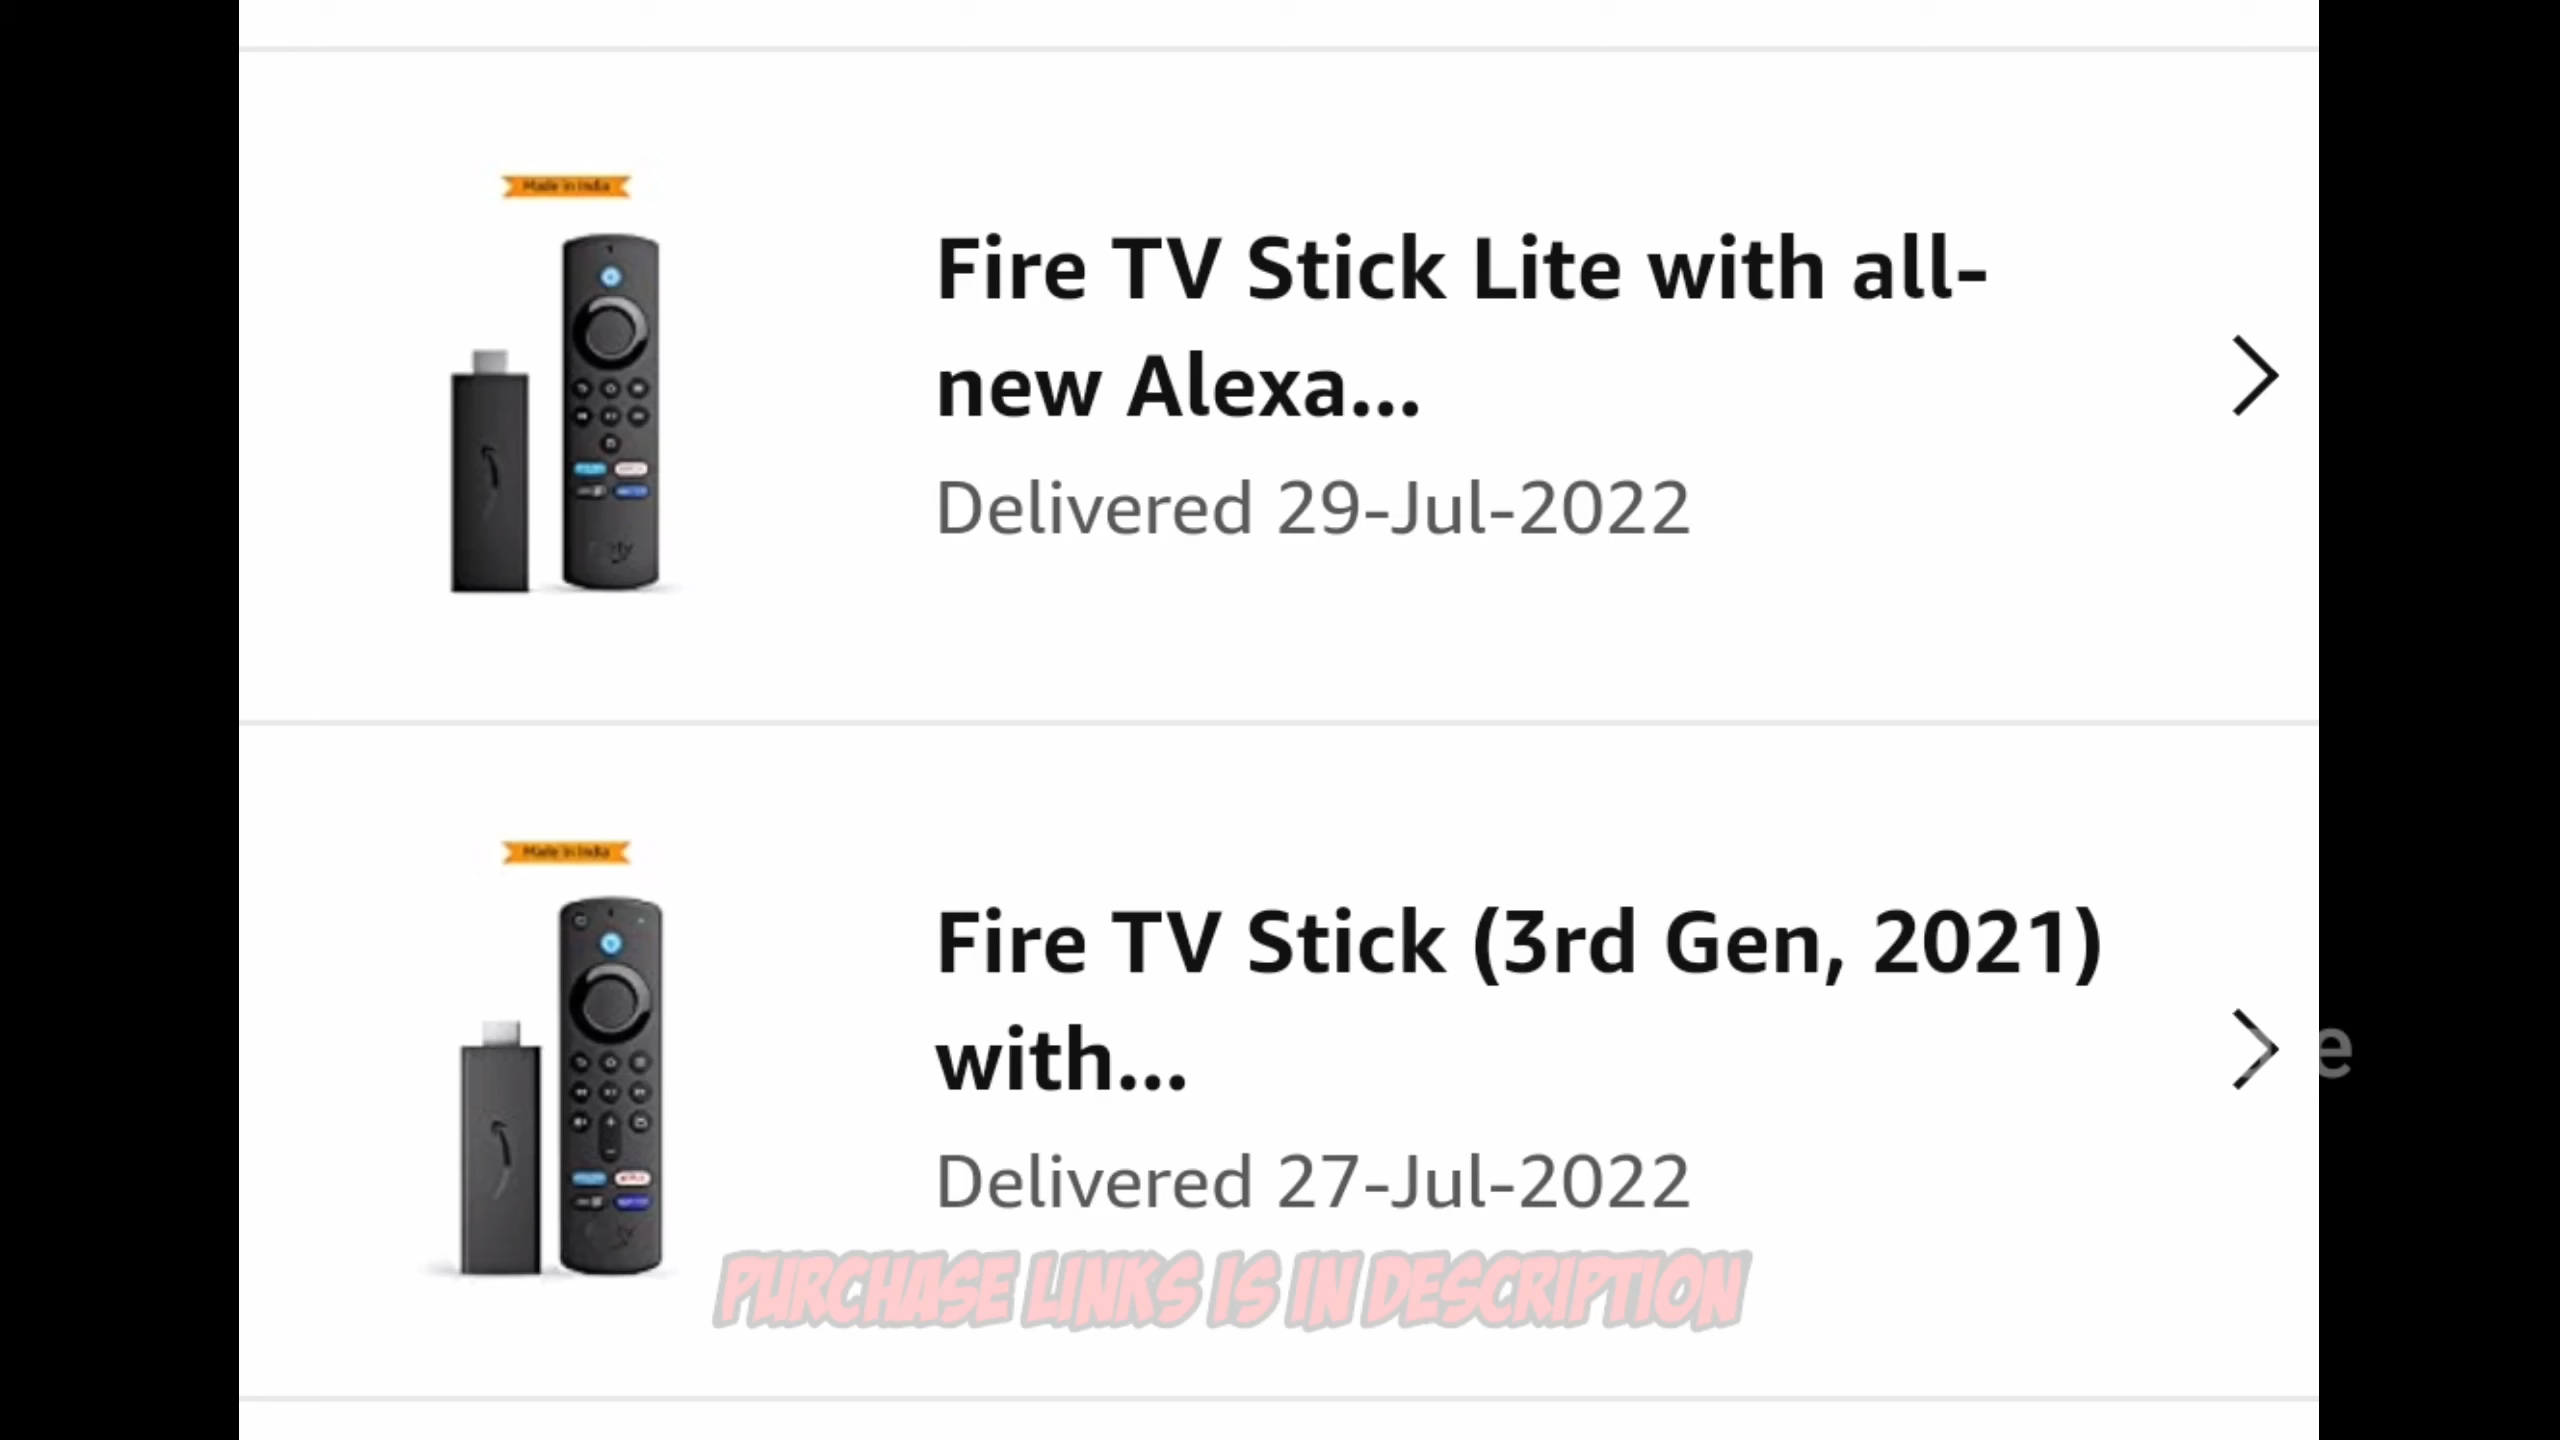 Made in India
Fire TV Stick Lite with all-
new Alexa...
Delivered 29-Jul-2022
Made in India
Fire TV Stick (3rd Gen, 2021)
with...
Delivered 27-Jul-2022
PURCHASE LINKS IS IN DESCRIPTION